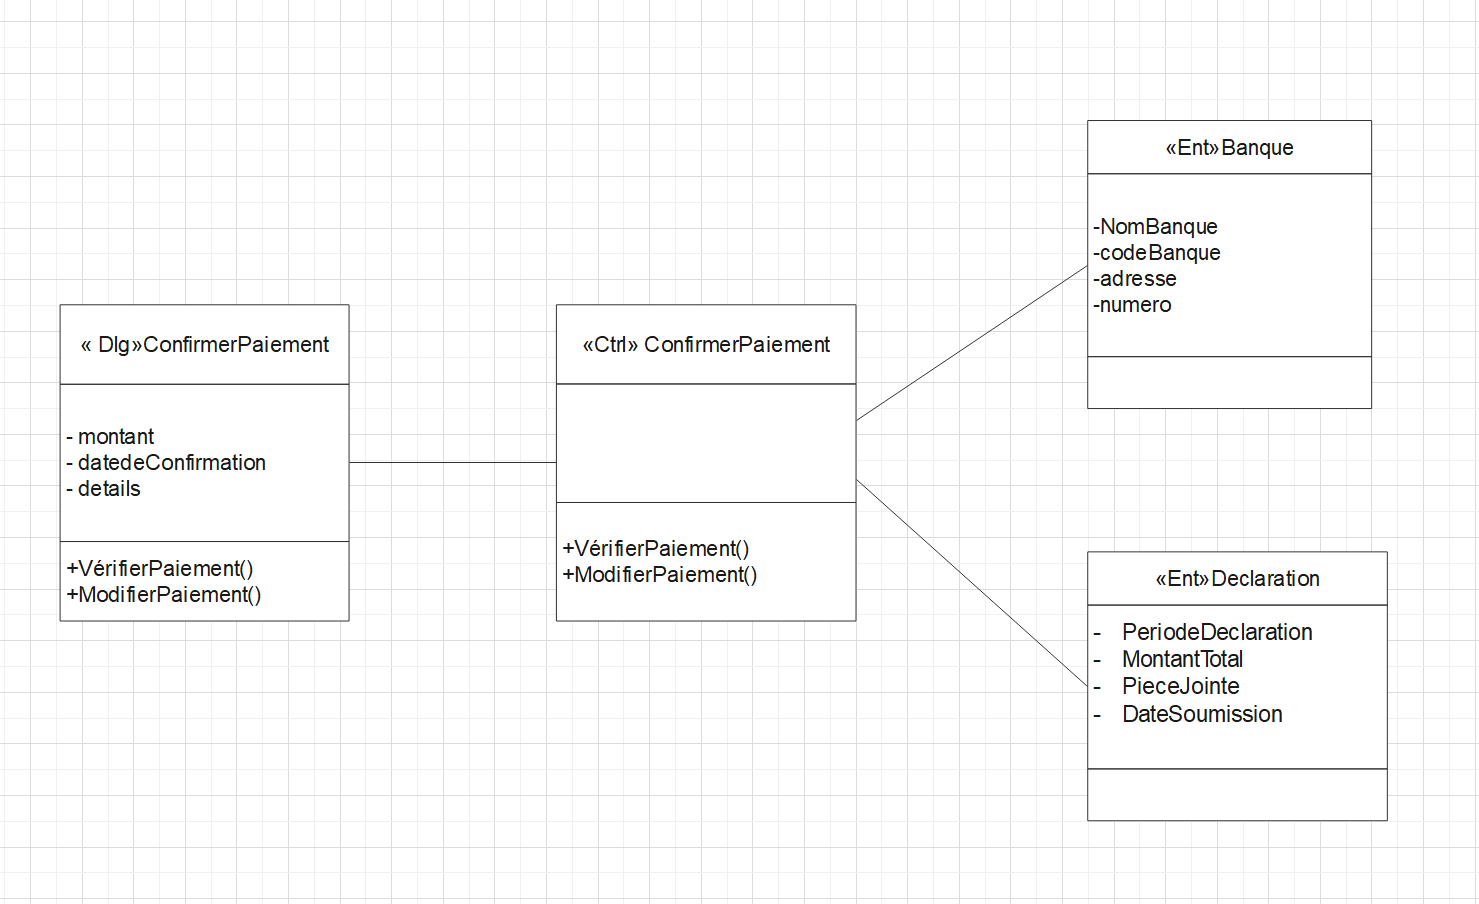 « Dlg»ConfirmerPaiement
- montant
- datedeConfirmation
- details
+VérifierPaiement()
+ModifierPaiement()
«Ctrl» ConfirmerPaiement
+VérifierPaiement()
+ModifierPaiement()
«Ent»Banque
-NomBanque
-codeBanque
-adresse
-numero
«Ent»Declaration
- PeriodeDeclaration
- MontantTotal
- PieceJointe
- DateSoumission